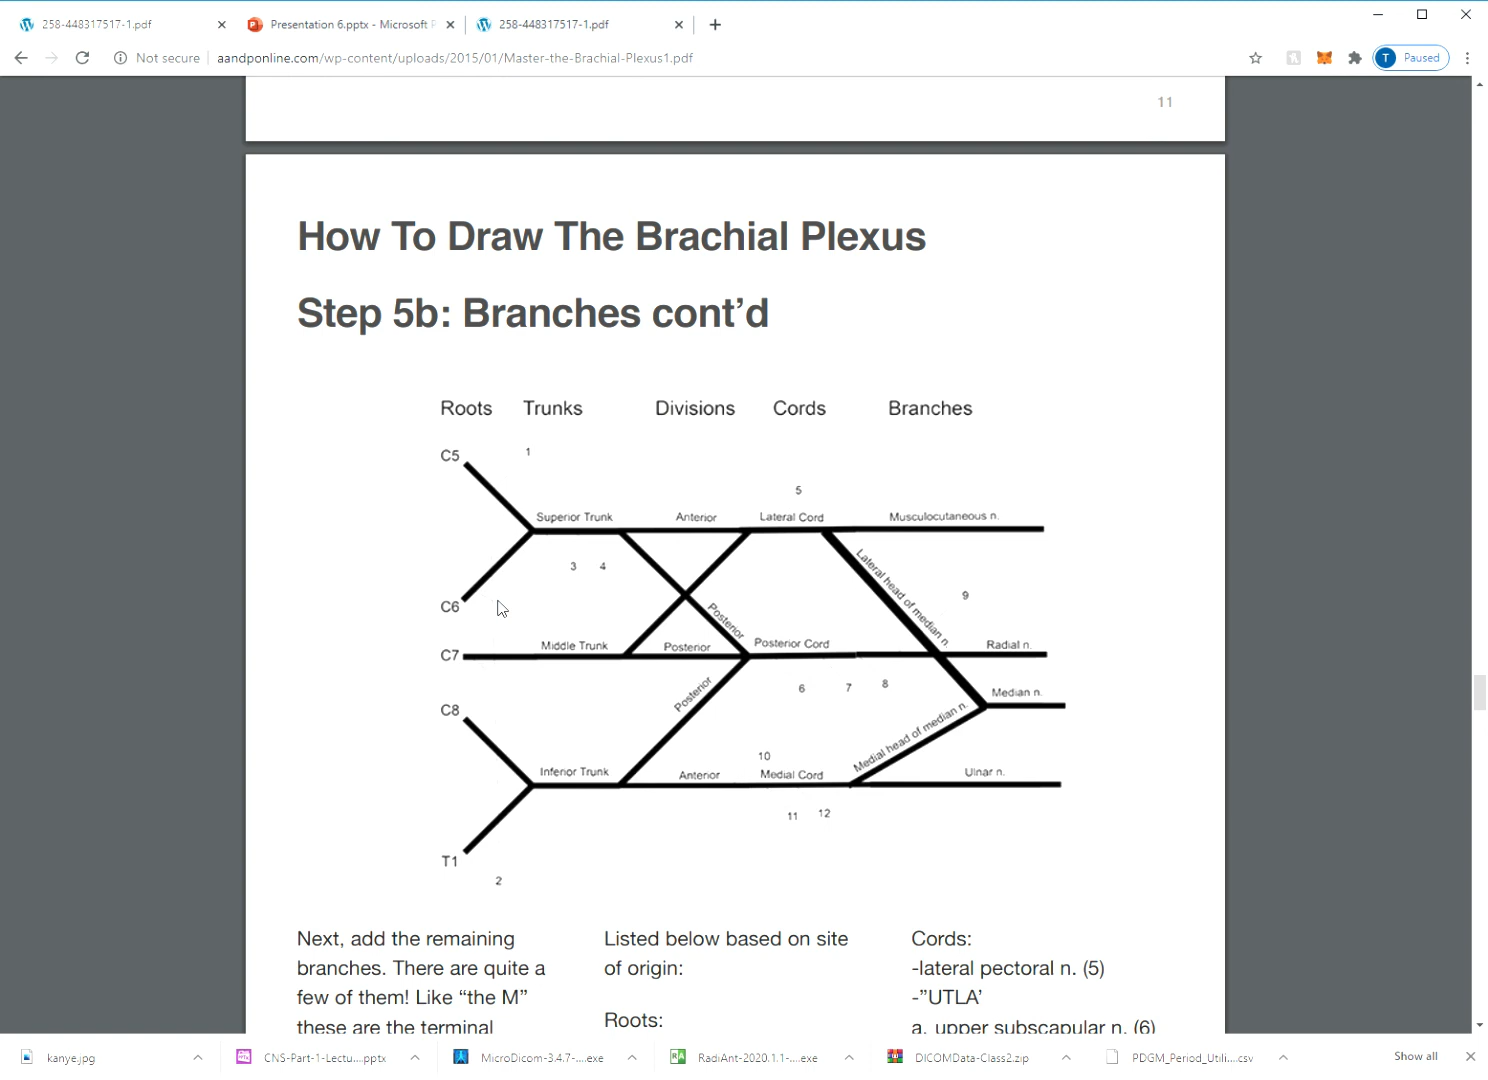 258-448317517-1.pdf
Presentation 6.pptx - Microsoft P
258-448317517-1.pdf
Not secure
aandponline.com/wp-content/uploads/2015/01/Master-the-Brachial-Plexus1.pdf
T
Paused
11
How To Draw The Brachial Plexus
Step 5b: Branches cont’d
Roots Trunks Divisions Cords Branches
C5
1
5
Superior Trunk Anterior Lateral Cord Musculocutaneous n.
3 4
Lateral head of median n.
9
C6
Posterior
C7
Middle Trunk Posterior Posterior Cord Radial n.
Posterior
6 7 8
Median n.
C8
Medial head of median n.
10
Inferior Trunk Anterior Medial Cord Ulnar n.
11 12
T1
2
Next, add the remaining
branches. There are quite a
few of them! Like “the M”
these are the terminal
Listed below based on site
of origin:
Roots:
Cords:
-lateral pectoral n. (5)
-”UTLA’
a. upper subscapular n. (6)
kanye.jpg
CNS-Part-1-Lectu....pptx
MicroDicom-3.4.7-....exe
RadiAnt-2020.1.1-....exe
DICOMData-Class2.zip
PDGM_Period_Utili....csv
Show all